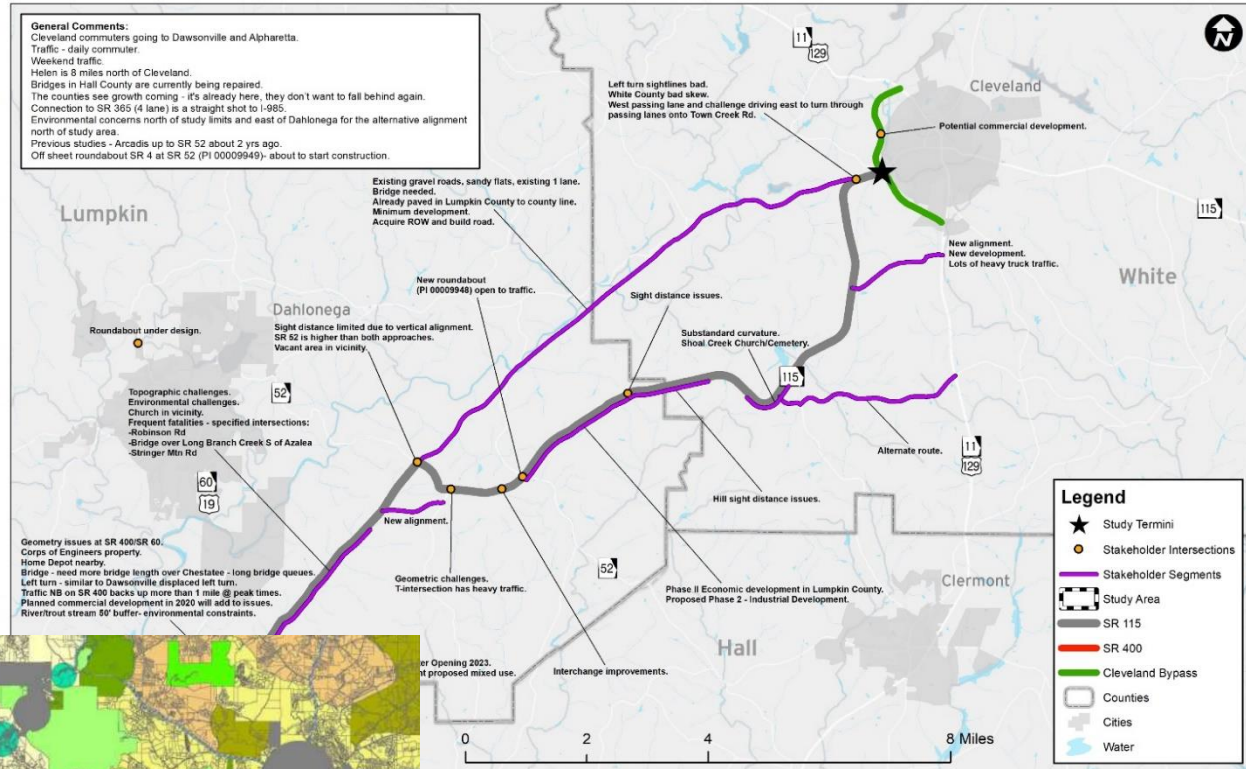 General Comments:
Cleveland commuters going to Dawsonville and Alpharetta.
Traffic - daily commuter.
Weekend traffic.
Helen is 8 miles north of Cleveland.
Bridges in Hall County are currently being repaired.
The counties see growth coming - it's already here, they don't want to fall behind again.
Connection to SR 365 (4 lane) is a straight shot to I-985.
Environmental concerns north of study limits and east of Dahlonega for the alternative alignment
north of study area.
Previous studies - Arcadis up to SR 52 about 2 yrs ago.
Off sheet roundabout SR 4 at SR 52 (PI 00009949)- about to start construction.
11
129
N
Cleveland
Left turn sightlines bad.
White County bad skew.
West passing lane and challenge driving east to turn through
passing lanes onto Town Creek Rd.
Potential commercial development.
Lumpkin
Existing gravel roads, sandy flats, existing 1 lane.
Bridge needed.
Already paved in Lumpkin County to county line.
Minimum development.
Acquire ROW and build road.
115
New alignment.
New development.
Lots of heavy truck traffic.
White
New roundabout
(PI 00009948) open to traffic.
Sight distance issues.
Dahlonega
Roundabout under design.
Sight distance limited due to vertical alignment.
SR 52 is higher than both approaches.
Vacant area in vicinity.
Substandard curvature.
Shoal Creek Church/Cemetery.
115
52
Topographic challenges.
Environmental challenges.
Church in vicinity.
Frequent fatalities - specified intersections:
-Robinson Rd
-Bridge over Long Branch Creek S of Azalea
-Stringer Mtn Rd
Alternate route.
11
129
60
19
Hill sight distance issues.
New alignment.
Geometry issues at SR 400/SR 60.
Corps of Engineers property.
Home Depot nearby.
Bridge - need more bridge length over Chestatee - long bridge queues.
Left turn - similar to Dawsonville displaced left turn.
Traffic NB on SR 400 backs up more than 1 mile @ peak times.
Planned commercial development in 2020 will add to issues.
River/trout stream 50' buffer- environmental constraints.
Geometric challenges.
T-intersection has heavy traffic.
52
Phase II Economic development in Lumpkin County.
Proposed Phase 2 - Industrial Development.
Clermont
Hall
er Opening 2023.
nt proposed mixed use.
Interchange improvements.
0 2 4 8 Miles
Legend
Study Termini
Stakeholder Intersections
Stakeholder Segments
Study Area
SR 115
SR 400
Cleveland Bypass
Counties
Cities
Water